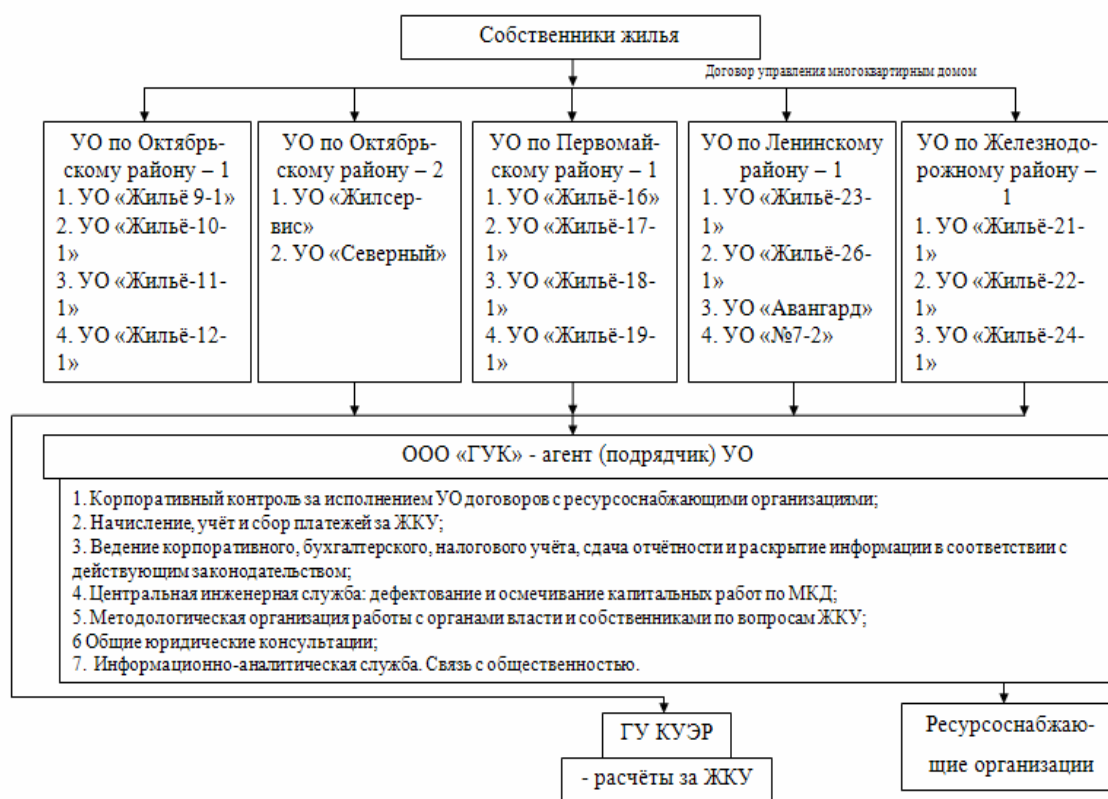 Собственники жилья
Договор управления многоквартирным домом
УО по Октябрь-
скому району – 1
1. УО «Жильё 9-1»
2. УО «Жильё-10-
1»
3. УО «Жильё-11-
1»
4. УО «Жильё-12-
1»
УО по Октябрь-
скому району – 2
1. УО «Жилсер-
вис»
2. УО «Северный»
УО по Первомай-
скому району – 1
1. УО «Жильё-16»
2. УО «Жильё-17-
1»
3. УО «Жильё-18-
1»
4. УО «Жильё-19-
1»
УО по Ленинскому
району – 1
1. УО «Жильё-23-
1»
2. УО «Жильё-26-
1»
3. УО «Авангард»
4. УО «№7-2»
УО по Железнодо-
рожному району –
1
1. УО «Жильё-21-
1»
2. УО «Жильё-22-
1»
3. УО «Жильё-24-
1»
ООО «ГУК» - агент (подрядчик) УО
1. Корпоративный контроль за исполнением УО договоров с ресурсоснабжающими организациями;
2. Начисление, учёт и сбор платежей за ЖКУ;
3. Ведение корпоративного, бухгалтерского, налогового учёта, сдача отчётности и раскрытие информации в соответствии с
действующим законодательством;
4. Центральная инженерная служба: дефектование и осмечивание капитальных работ по МКД;
5. Методологическая организация работы с органами власти и собственниками по вопросам ЖКУ;
6 Общие юридические консультации;
7. Информационно-аналитическая служба. Связь с общественностью.
ГУ КУЭР
- расчёты за ЖКУ
Ресурсоснабжаю-
щие организации